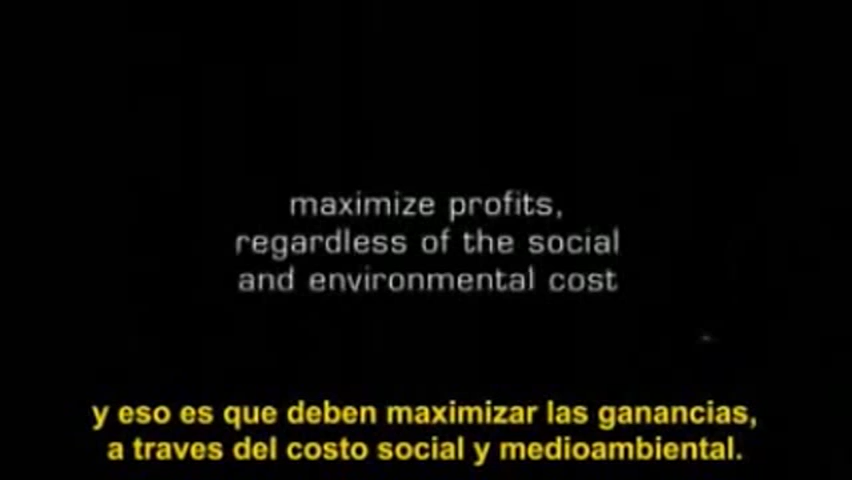 maximize profits,
regardless of the social
and environmental cost
y eso es que deben maximizar las ganancias,
a traves del costo social y medioambiental.